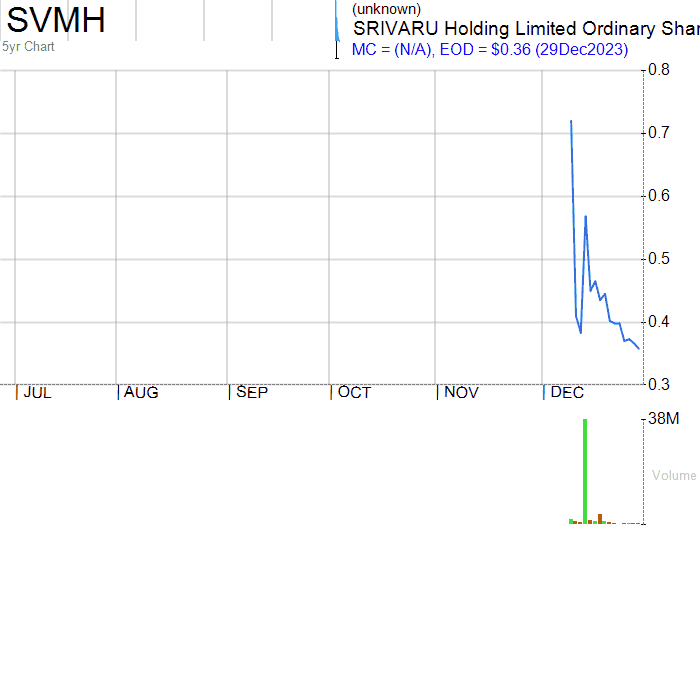 SVMH
5yr Chart
(unknown)
SRIVARU Holding Limited Ordinary Shar
MC = (N/A), EOD = $0.36 (29Dec2023)
0.8
0.7
0.6
0.5
0.4
0.3
JUL AUG SEP OCT NOV DEC
38M
Volume